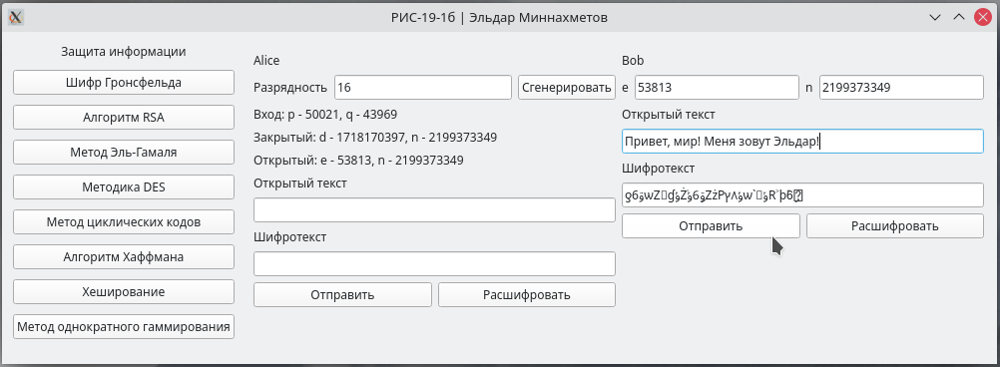 РИС-19-1б | Эльдар Миннахметов
Защита информации
Шифр Гронсфельда
Алгоритм RSA
Метод Эль-Гамаля
Методика DES
Метод циклических кодов
Алгоритм Хаффмана
Хеширование
Метод однократного гаммирования
Alice
Разрядность 16 Сгенерировать
Вход: p - 50021, q - 43969
Закрытый: d - 1718170397, n - 2199373349
Открытый: e - 53813, n - 2199373349
Открытый текст
Шифротекст
Отправить Расшифровать
Bob
e 53813 n 2199373349
Открытый текст
Привет, мир! Меня зовут Эльдар!
Шифротекст
Отправить Расшифровать